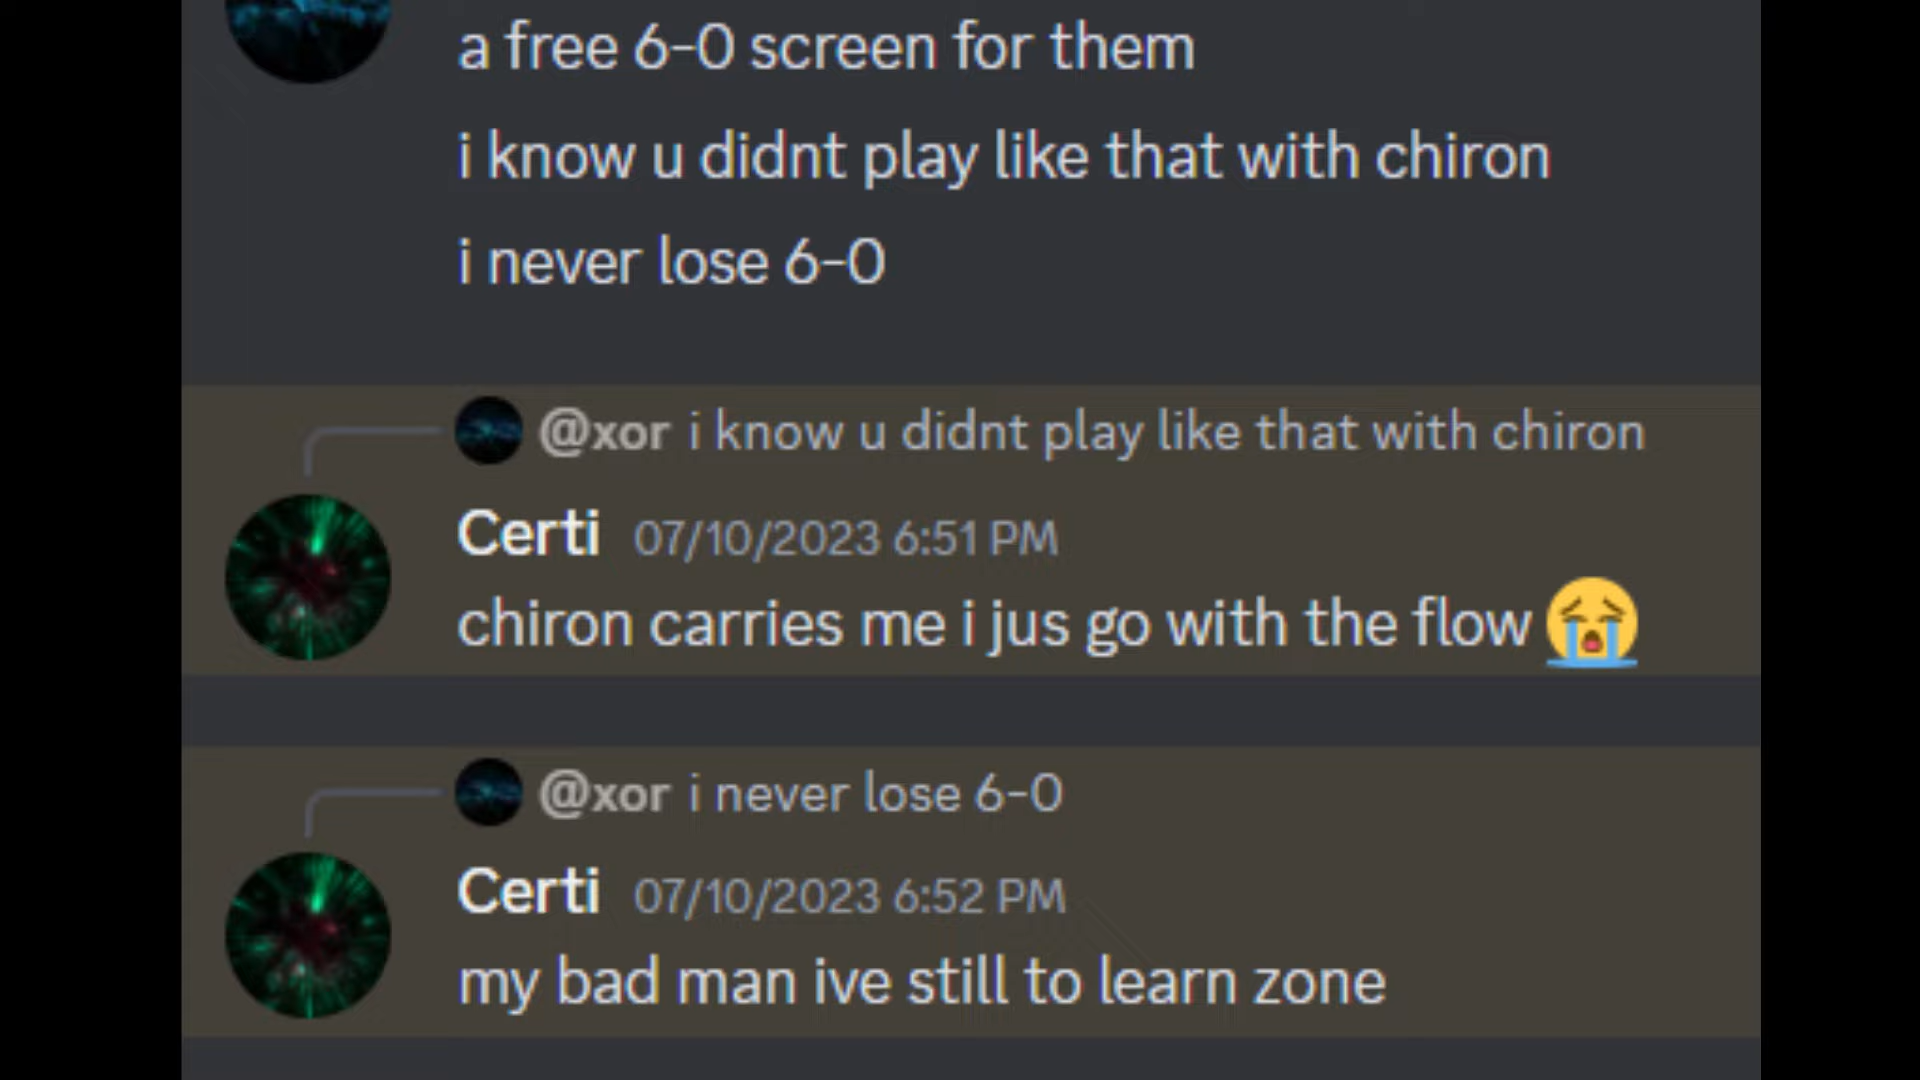 a free 6-0 screen for them
i know u didnt play like that with chiron
i never lose 6-0
@xor i know u didnt play like that with chiron
Certi 07/10/2023 6:51 PM
chiron carries me i jus go with the flow 😭
@xor i never lose 6-0
Certi 07/10/2023 6:52 PM
my bad man ive still to learn zone